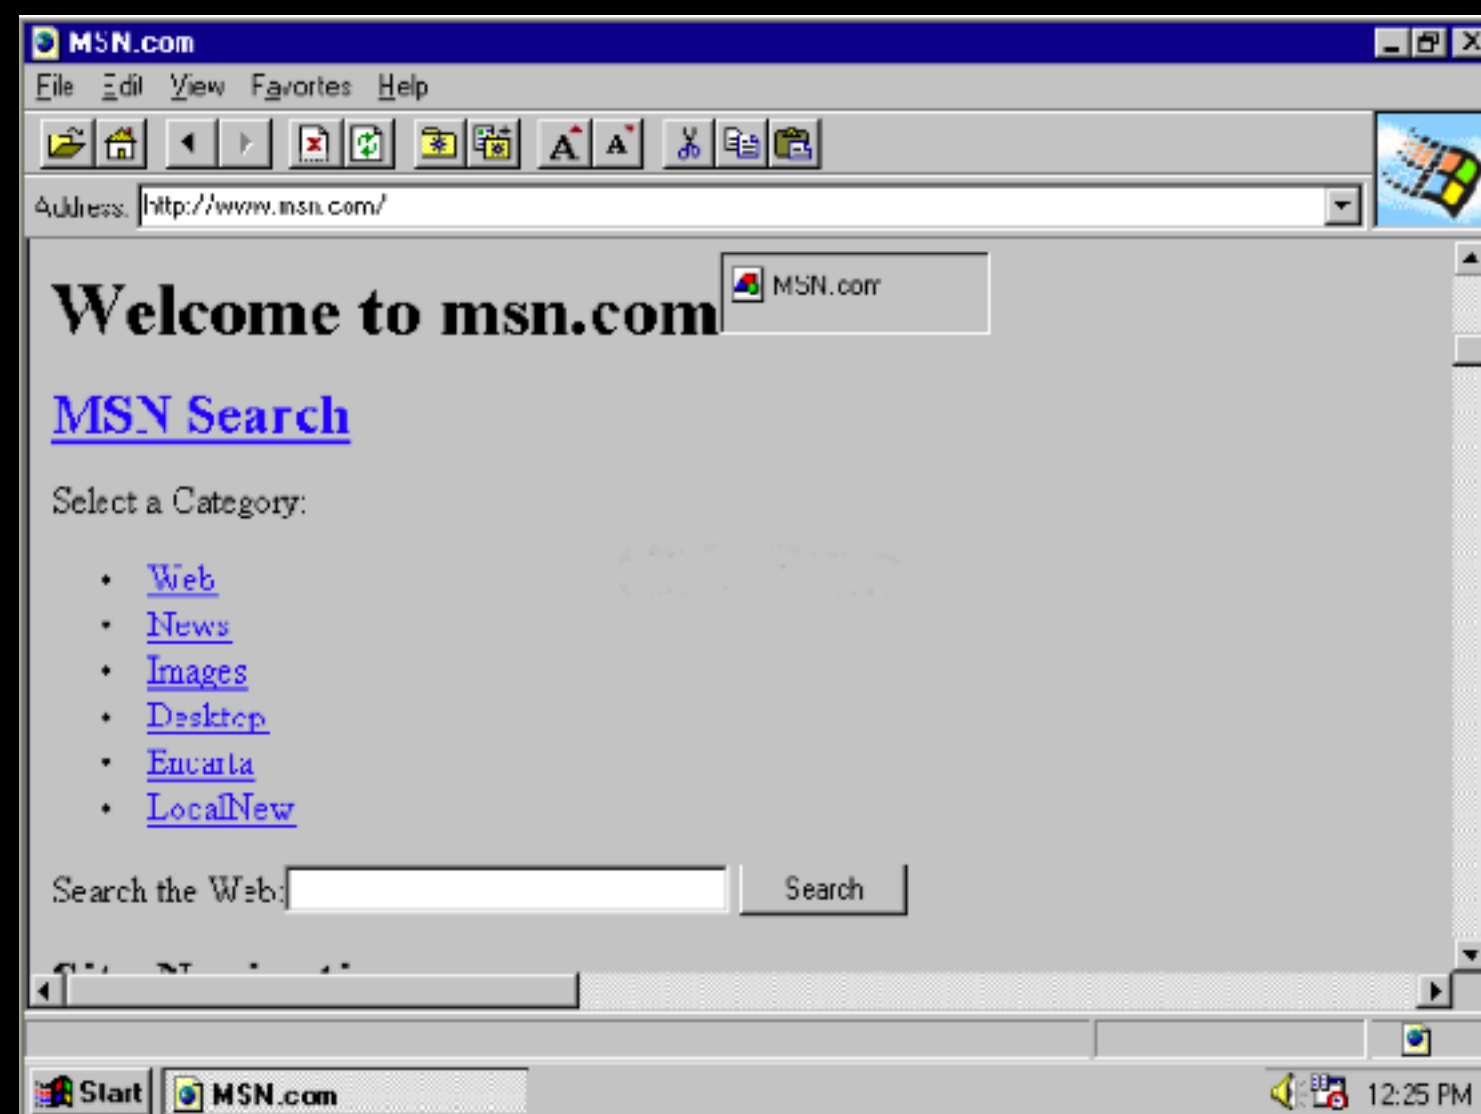 MSN.com
File Edit View Favortes Help
Address: http://www.msn.com/
Welcome to msn.com MSN.com
MSN Search
Select a Category:
• Web
• News
• Images
• Desktop
• Encarta
• LocalNew
Search the Web: Search
Start MSN.com 12:25 PM